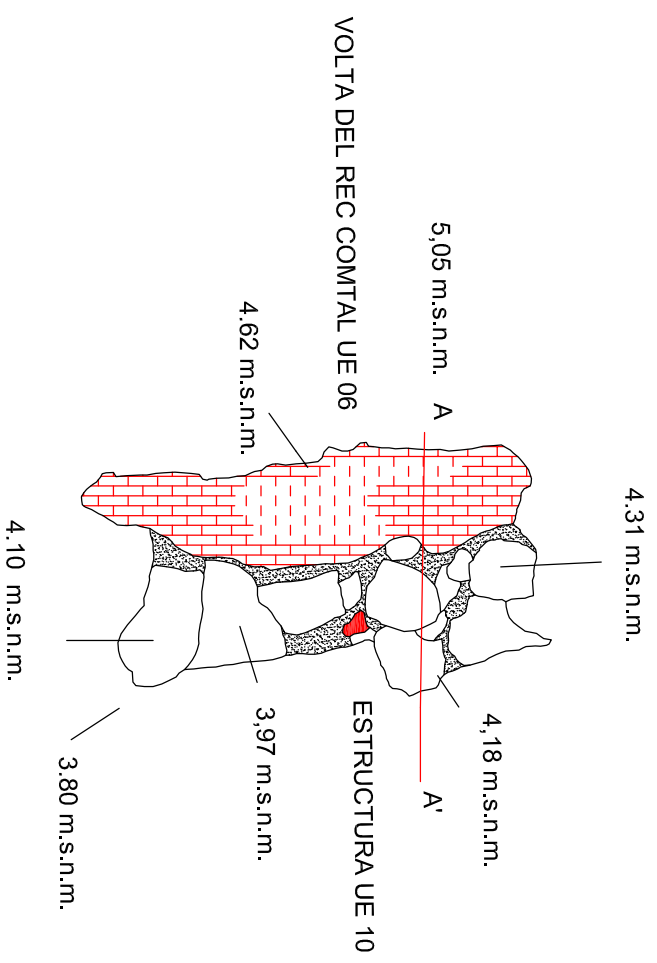 4.31 m.s.n.m.
5,05 m.s.n.m.
A
A'
4,18 m.s.n.m.
VOLTA DEL REC COMTAL UE 06
ESTRUCTURA UE 10
4.62 m.s.n.m.
3,97 m.s.n.m.
3.80 m.s.n.m.
4.10 m.s.n.m.